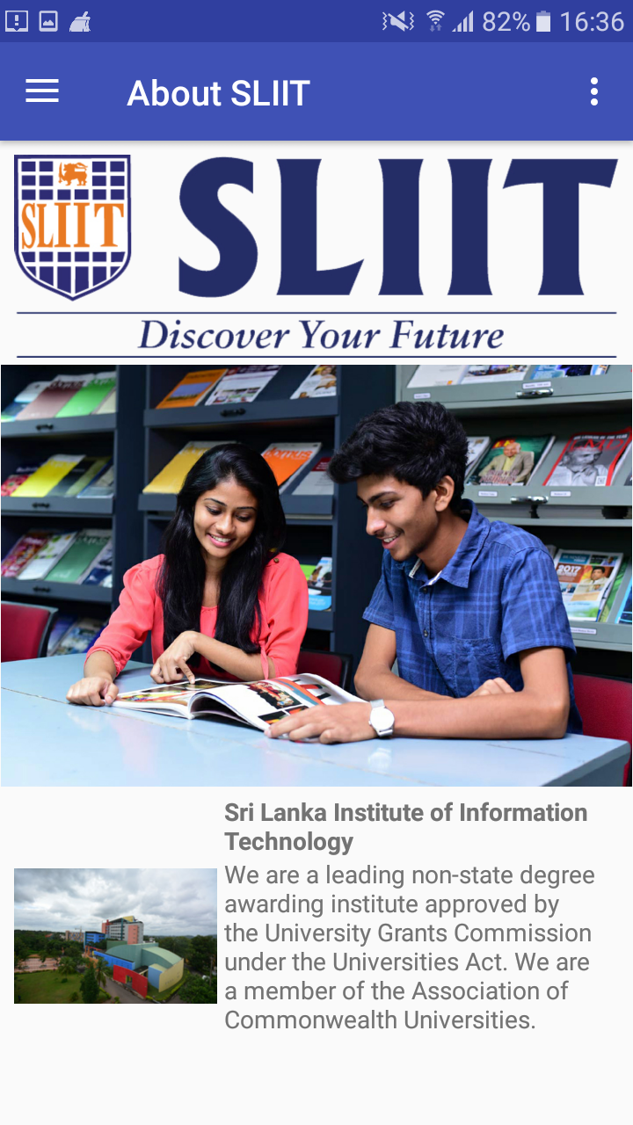 82% 16:36
About SLIIT
SLIIT
SLIIT
Discover Your Future
2017
Sri Lanka Institute of Information
Technology
We are a leading non-state degree
awarding institute approved by
the University Grants Commission
under the Universities Act. We are
a member of the Association of
Commonwealth Universities.